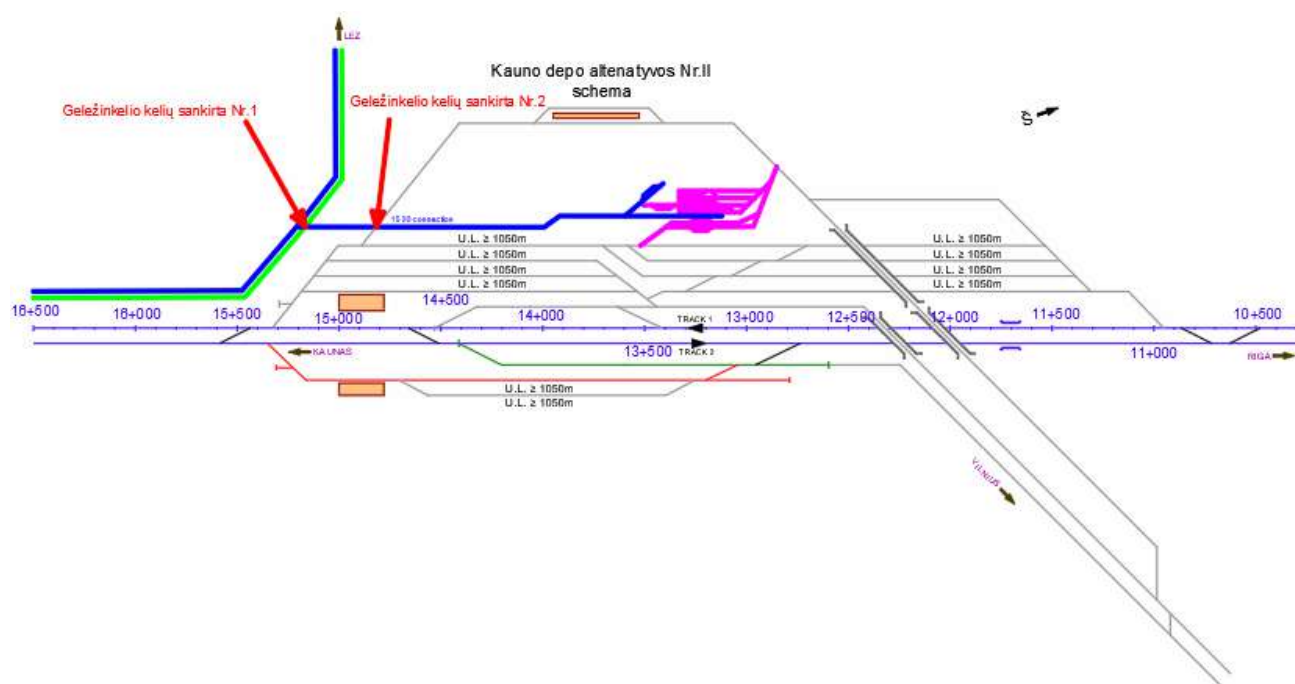 LEZ
Kauno depo altenatyvos Nr.II
schema
Geležinkelio kelių sankirta Nr.1
Geležinkelio kelių sankirta Nr.2
Š
1520 connection
U.L. ≥ 1050m
U.L. ≥ 1050m
U.L. ≥ 1050m
U.L. ≥ 1050m
U.L. ≥ 1050m
U.L. ≥ 1050m
U.L. ≥ 1050m
U.L. ≥ 1050m
16+500
16+000
15+500
15+000
14+500
14+000
TRACK 1
13+000
12+500
12+000
11+500
10+500
KAUNAS
13+500
TRACK 2
11+000
RIGA
U.L. ≥ 1050m
U.L. ≥ 1050m
VILNIUS